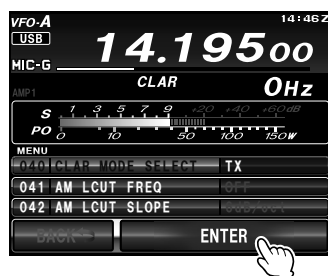 VFO-A 14:46Z
USB
14.19500
MIC-G
CLAR 0Hz
AMP1
S 1 3 5 7 9 +20 +40 +60dB
PO 0 10 50 100 150W
MENU
040 CLAR MODE SELECT TX
041 AM LCUT FREQ OFF
042 AM LCUT SLOPE 6dB/oct
BACK ENTER